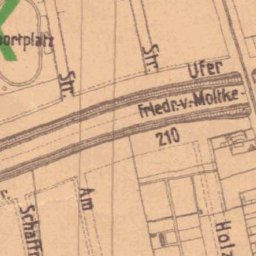 portplatz
Str.
Str.
Ufer
Friedr.-v.-Moltke-
210
Am
Schaffn
Holz